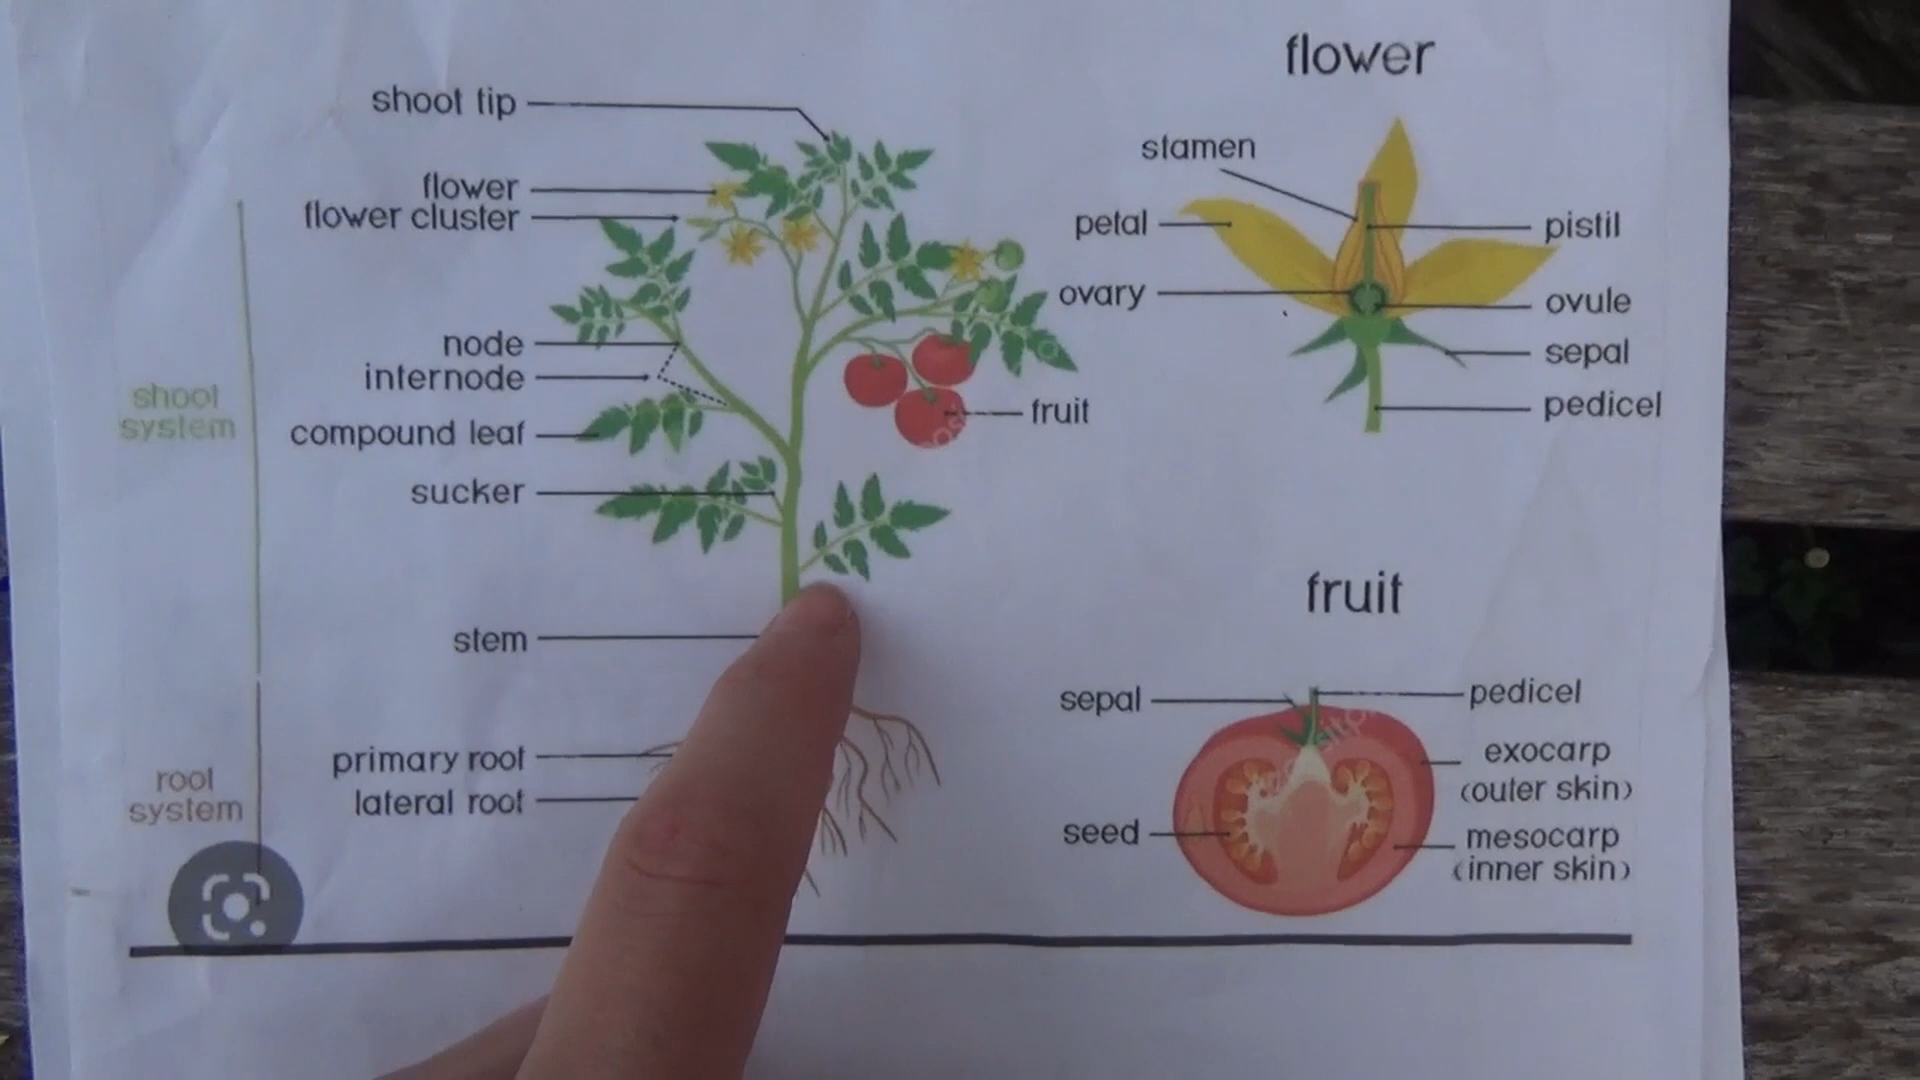 shoot tip
flower
flower cluster
node
internode
compound leaf
sucker
fruit
stem
primary root
lateral root
shoot
system
root
system
flower
stamen
petal
pistil
ovary
ovule
sepal
pedicel
fruit
sepal
pedicel
exocarp
(outer skin)
seed
mesocarp
(inner skin)